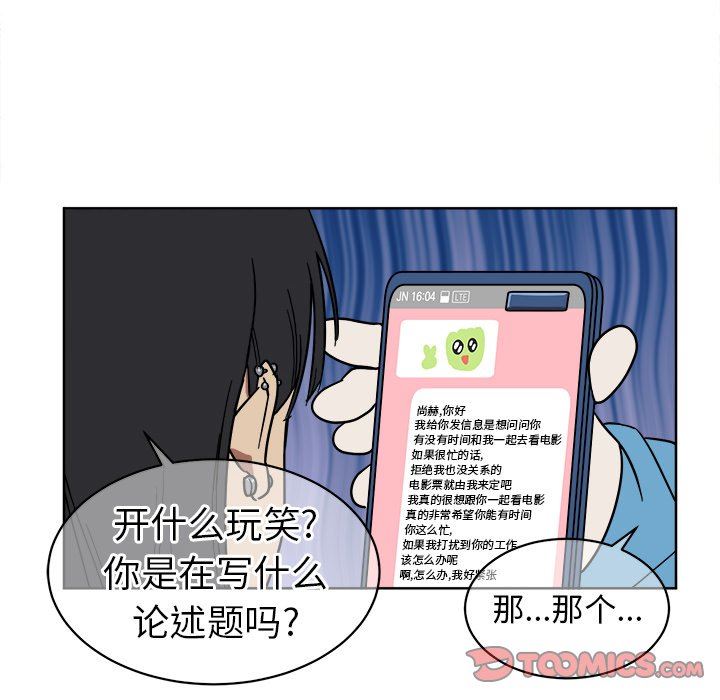 JN 16:04 LTE
尚赫,你好
我给你发信息是想问问你
有没有时间和我一起去看电影
如果很忙的话,
拒绝我也没关系的
电影票就由我来定吧
我真的很想跟你一起看电影
真的非常希望你能有时间
你这么忙,
如果我打扰到你的工作
该怎么办呢
啊,怎么办,我好紧张
开什么玩笑?
你是在写什么
论述题吗?
那...那个...
TOOMICS.com